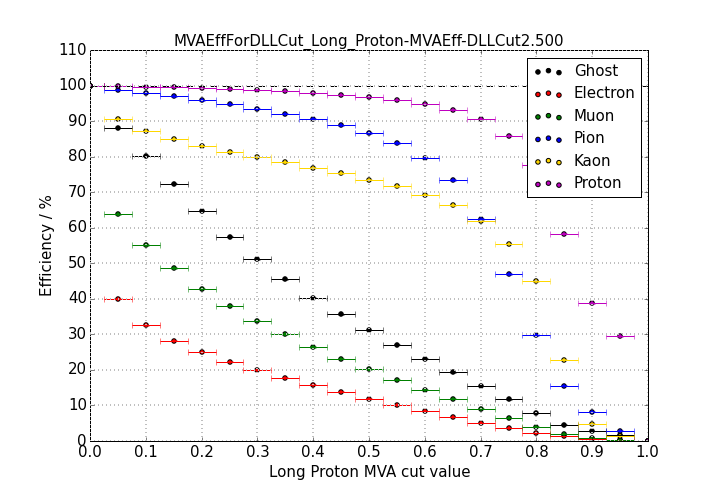 MVAEffForDLLCut_Long_Proton-MVAEff-DLLCut2.500
110
100
90
80
70
60
50
40
30
20
10
0
Efficiency / %
Ghost
Electron
Muon
Pion
Kaon
Proton
0.0 0.1 0.2 0.3 0.4 0.5 0.6 0.7 0.8 0.9 1.0
Long Proton MVA cut value